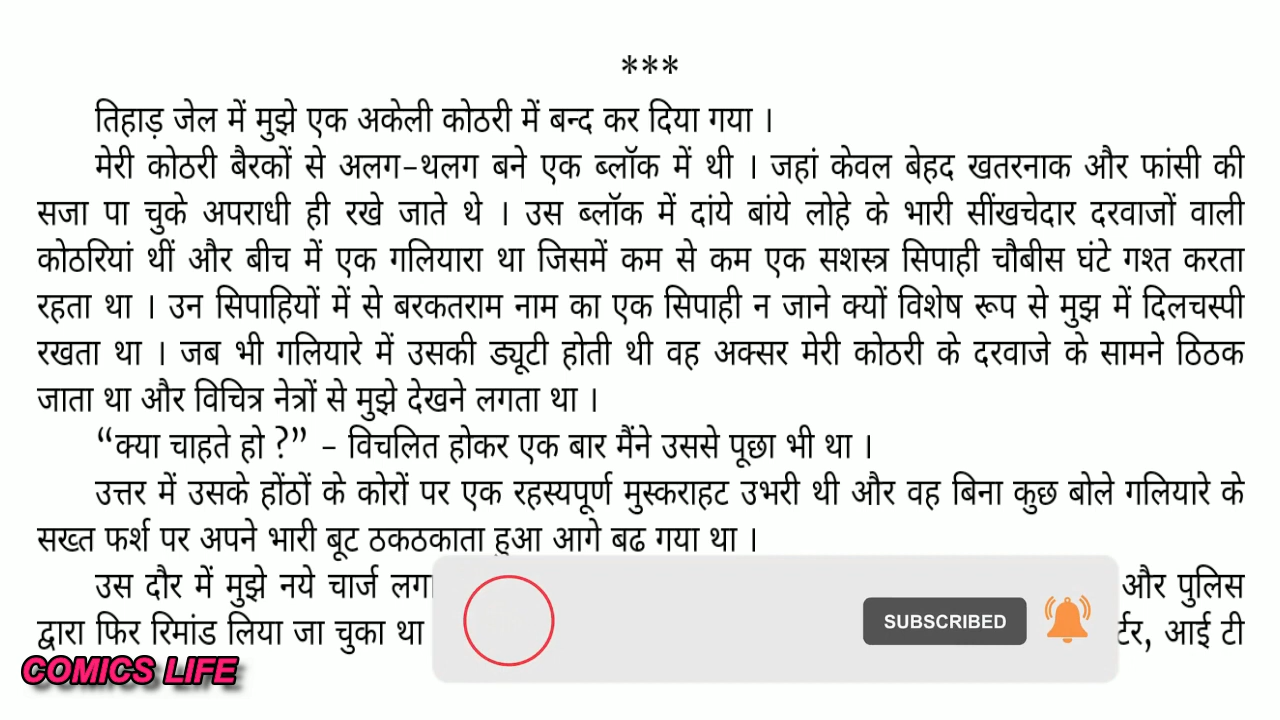 ***
तिहाड़ जेल में मुझे एक अकेली कोठरी में बन्द कर दिया गया ।
मेरी कोठरी बैरकों से अलग-थलग बने एक ब्लॉक में थी । जहां केवल बेहद खतरनाक और फांसी की
सजा पा चुके अपराधी ही रखे जाते थे । उस ब्लॉक में दांये बांये लोहे के भारी सींखचेदार दरवाजों वाली
कोठरियां थीं और बीच में एक गलियारा था जिसमें कम से कम एक सशस्त्र सिपाही चौबीस घंटे गश्त करता
रहता था । उन सिपाहियों में से बरकतराम नाम का एक सिपाही न जाने क्यों विशेष रूप से मुझ में दिलचस्पी
रखता था । जब भी गलियारे में उसकी ड्यूटी होती थी वह अक्सर मेरी कोठरी के दरवाजे के सामने ठिठक
जाता था और विचित्र नेत्रों से मुझे देखने लगता था ।
“क्या चाहते हो ?” - विचलित होकर एक बार मैंने उससे पूछा भी था ।
उत्तर में उसके होंठों के कोरों पर एक रहस्यपूर्ण मुस्कराहट उभरी थी और वह बिना कुछ बोले गलियारे के
सख्त फर्श पर अपने भारी बूट ठकठकाता हुआ आगे बढ गया था ।
उस दौर में मुझे नये चार्ज और पुलिस
द्वारा फिर रिमांड लिया जा चुका था आई टी
SUBSCRIBED
COMICS LIFE